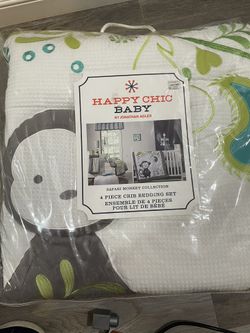 HAPPY CHIC
BABY
BY JONATHAN ADLER
SAFARI MONKEY COLLECTION
4 PIECE CRIB BEDDING SET
ENSEMBLE DE 4 PIECES
POUR LIT DE BÉBÉ